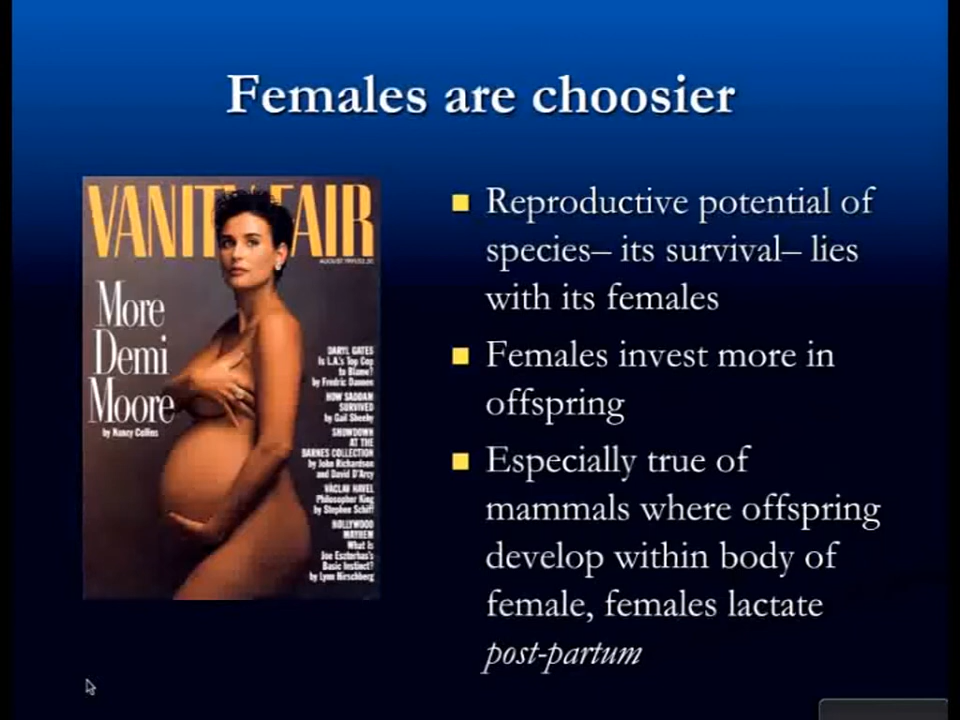 Females are choosier
VANITY FAIR
AUGUST 1991/$2.50
More
Demi
Moore
by Nancy Collins
DARYL GATES
Is L.A.'s Top Cop
to Blame?
by Fredric Dannen
HOW SADDAM
SURVIVED
by Gail Sheehy
SHOWDOWN
AT THE
BARNES COLLECTION
by John Richardson
and David D'Arcy
VÁCLAV HAVEL
Philosopher King
by Stephen Schiff
HOLLYWOOD
MAYHEM
What Is
Joe Eszterhas's
Basic Instinct?
by Lynn Hirschberg
Reproductive potential of
species– its survival– lies
with its females
Females invest more in
offspring
Especially true of
mammals where offspring
develop within body of
female, females lactate
post-partum